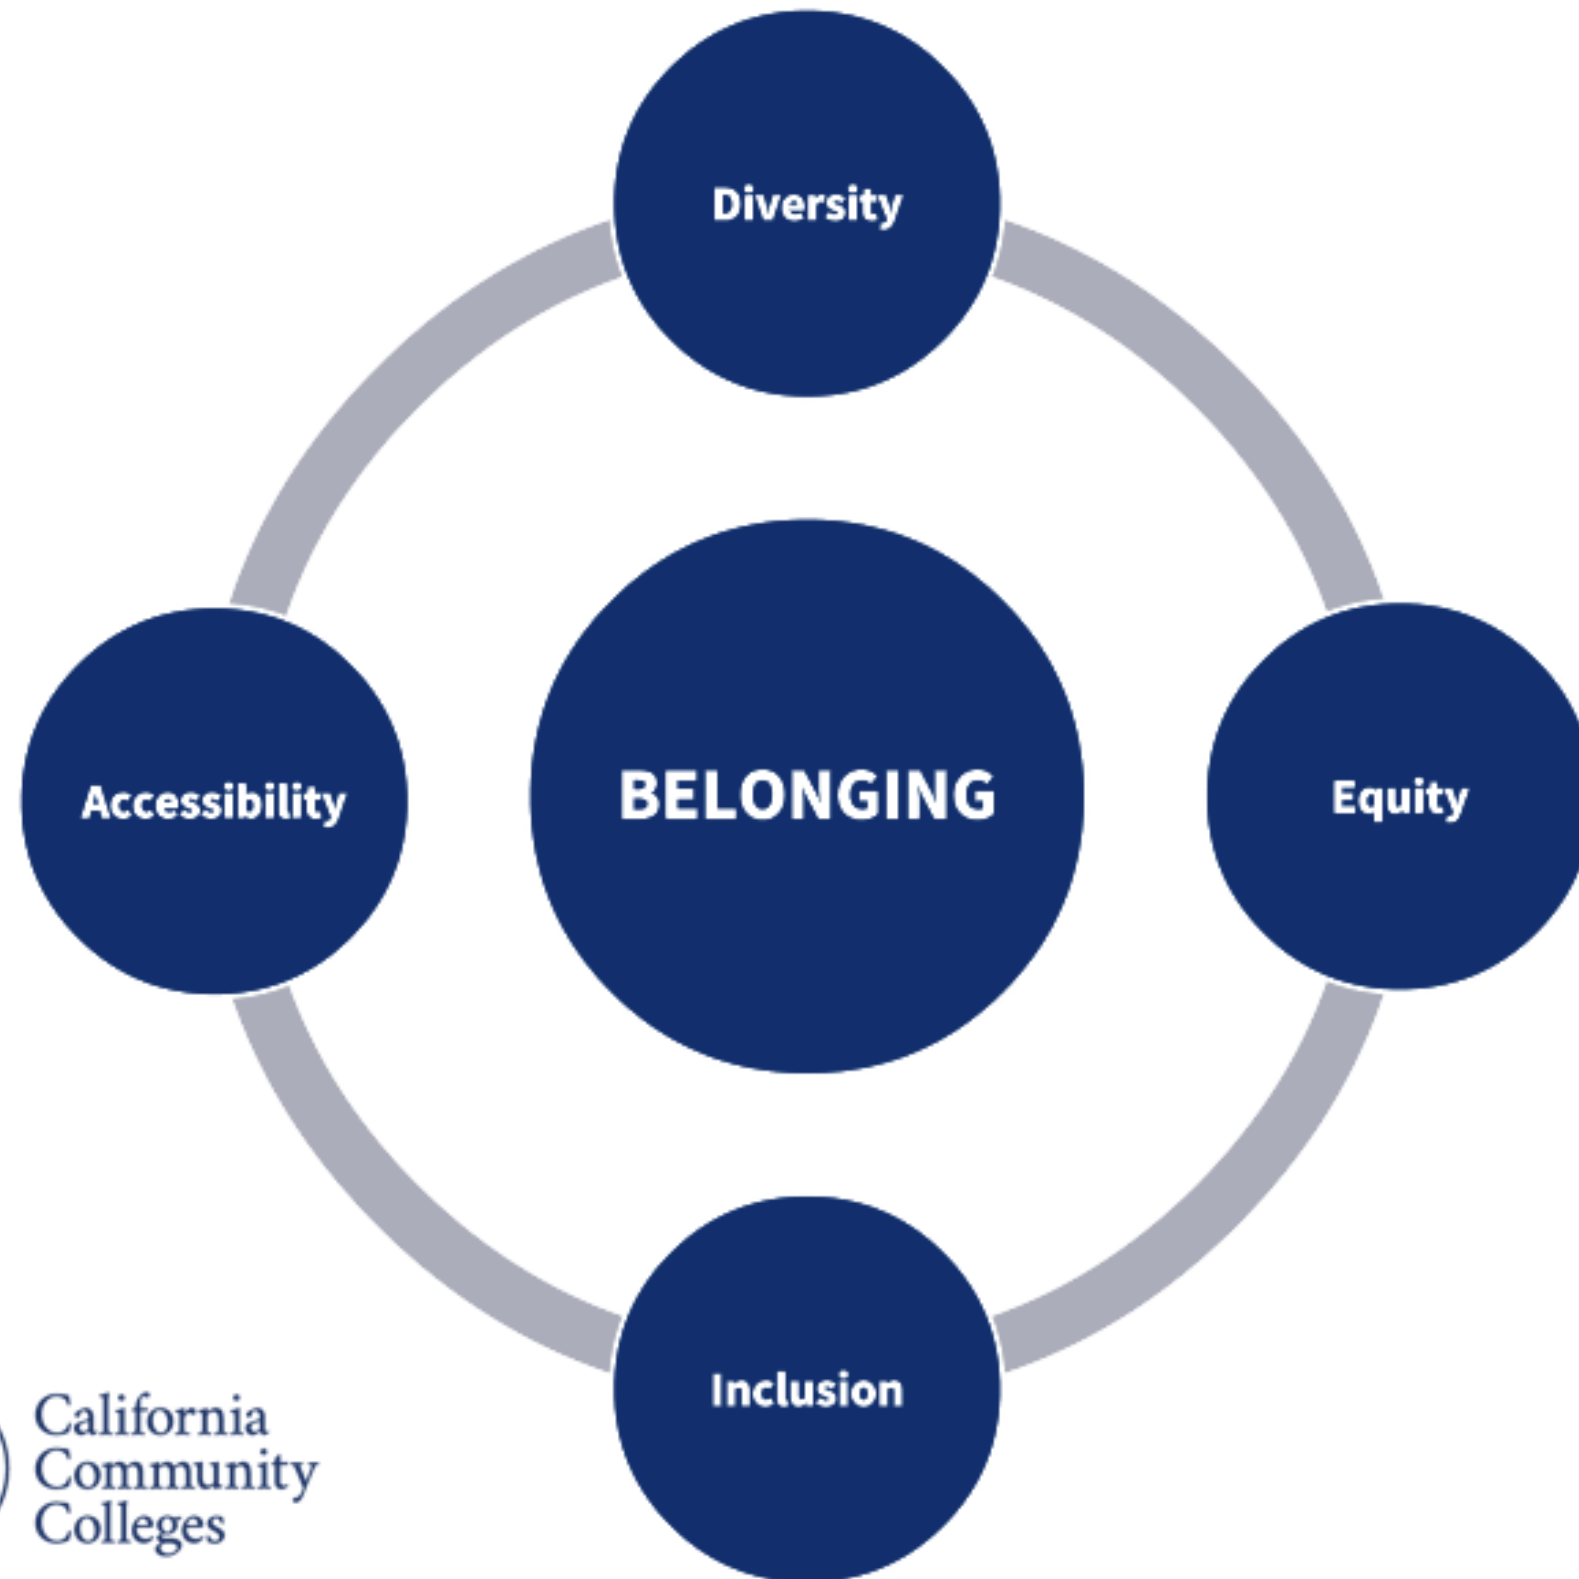 Diversity
Accessibility
BELONGING
Equity
Inclusion
California
Community
Colleges